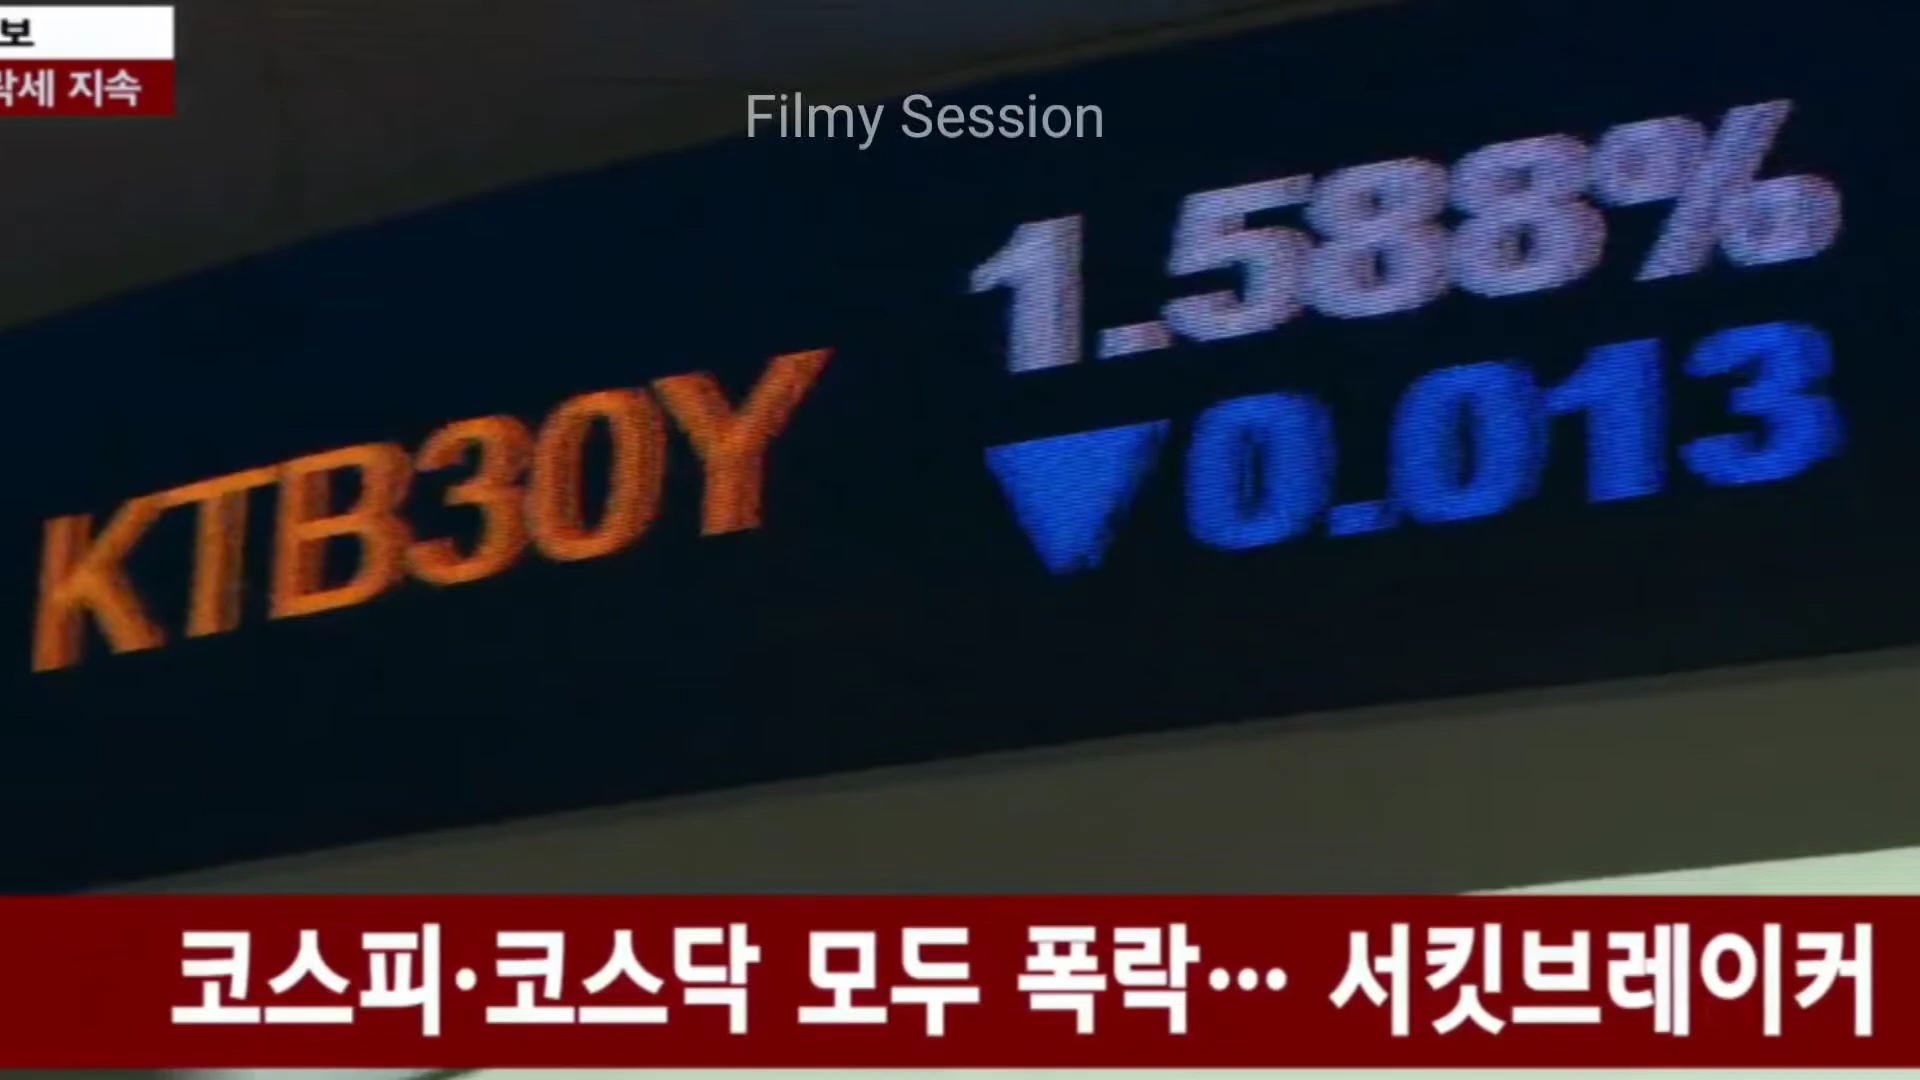 보
락세 지속
Filmy Session
1.588%
KTB30Y
▼0.013
코스피·코스닥 모두 폭락… 서킷브레이커